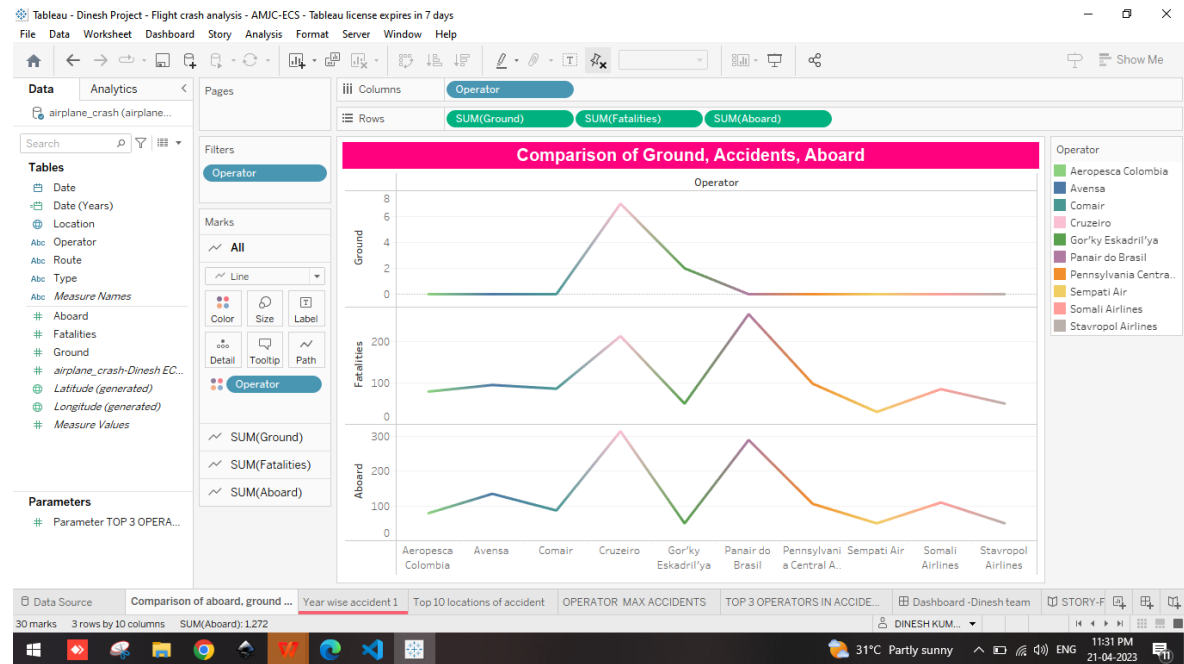 Tableau - Dinesh Project - Flight crash analysis - AMJC-ECS - Tableau license expires in 7 days
File Data Worksheet Dashboard Story Analysis Format Map Server Window Help
Show Me
Data Analytics
airplane_crash (airplane...
Search
Tables
Date
Date (Years)
Location
Abc Operator
Abc Route
Abc Type
Abc Measure Names
# Aboard
# Fatalities
# Ground
# airplane_crash-Dinesh EC...
Latitude (generated)
Longitude (generated)
# Measure Values
Parameters
# Parameter TOP 3 OPERA...
Pages
Filters
Operator
Marks
All
Line
Color Size Label
Detail Tooltip Path
Operator
SUM(Ground)
SUM(Fatalities)
SUM(Aboard)
iii Columns Operator
Rows SUM(Ground) SUM(Fatalities) SUM(Aboard)
Comparison of Ground, Accidents, Aboard
Operator
Ground
8
6
4
2
0
Fatalities
200
100
0
Aboard
300
200
100
0
Aeropesca Colombia
Avensa
Comair
Cruzeiro
Gor'ky Eskadril'ya
Panair do Brasil
Pennsylvani a Central A..
Sempati Air
Somali Airlines
Stavropol Airlines
Operator
Aeropesca Colombia
Avensa
Comair
Cruzeiro
Gor'ky Eskadril'ya
Panair do Brasil
Pennsylvania Centra..
Sempati Air
Somali Airlines
Stavropol Airlines
Data Source Comparison of aboard, ground ... Year wise accident 1 Top 10 locations of accident OPERATOR MAX ACCIDENTS TOP 3 OPERATORS IN ACCIDE... Dashboard -Dinesh team STORY-F
30 marks 3 rows by 10 columns SUM(Aboard): 1,272 DINESH KUM...
31°C Partly sunny ENG 11:31 PM
21-04-2023
11